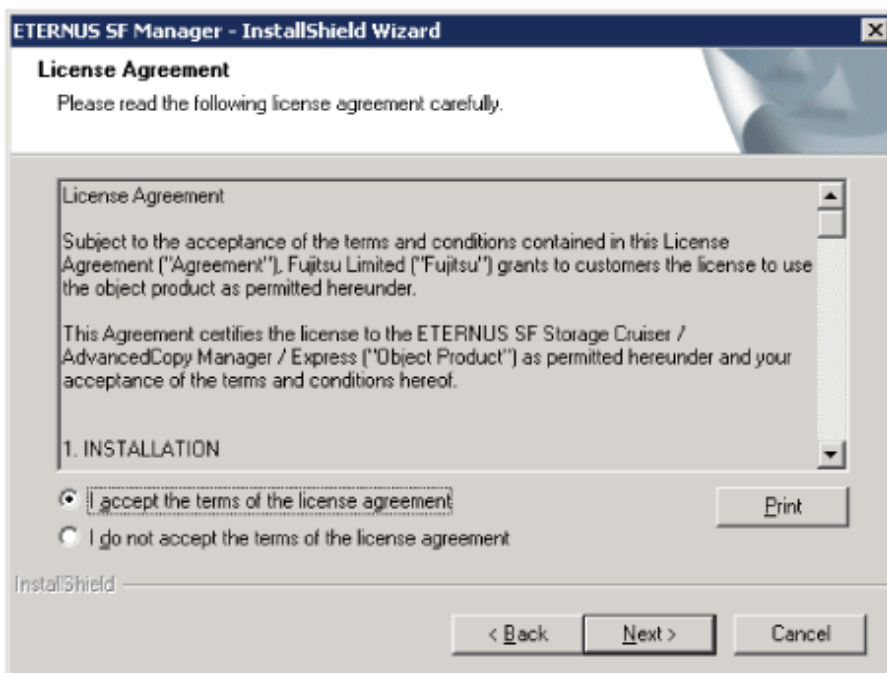 ETERNUS SF Manager - InstallShield Wizard
License Agreement
Please read the following license agreement carefully.
License Agreement
Subject to the acceptance of the terms and conditions contained in this License
Agreement ("Agreement"), Fujitsu Limited ("Fujitsu") grants to customers the license to use
the object product as permitted hereunder.
This Agreement certifies the license to the ETERNUS SF Storage Cruiser /
AdvancedCopy Manager / Express ("Object Product") as permitted hereunder and your
acceptance of the terms and conditions hereof.
1. INSTALLATION
I accept the terms of the license agreement
Print
I do not accept the terms of the license agreement
InstallShield
< Back
Next >
Cancel